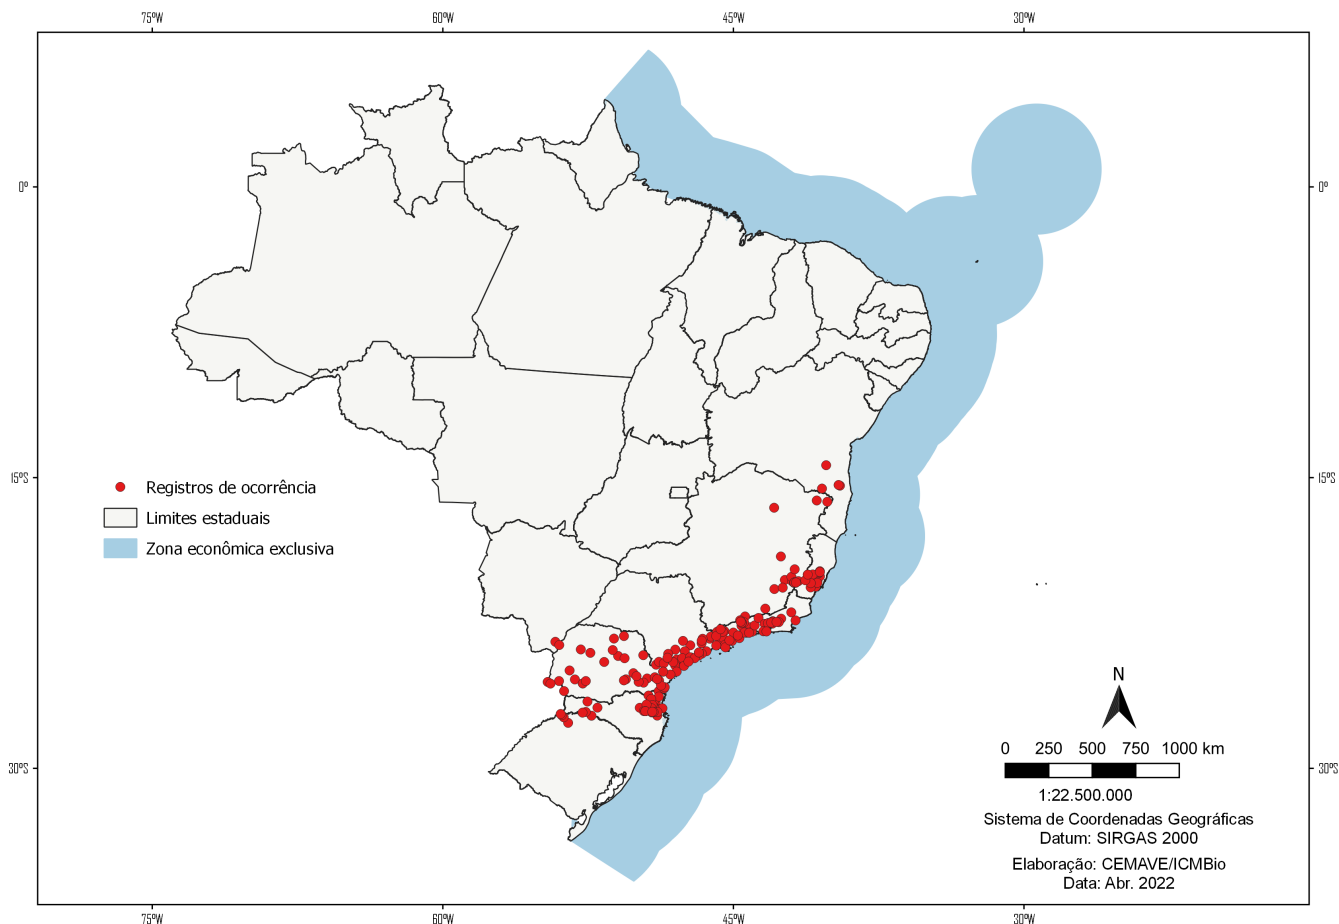 75°W 60°W 45°W 30°W
0° 0°
15°S 15°S
Registros de ocorrência
Limites estaduais
Zona econômica exclusiva
N
0 250 500 750 1000 km
30°S 30°S
1:22.500.000
Sistema de Coordenadas Geográficas
Datum: SIRGAS 2000
Elaboração: CEMAVE/ICMBio
Data: Abr. 2022
75°W 60°W 45°W 30°W